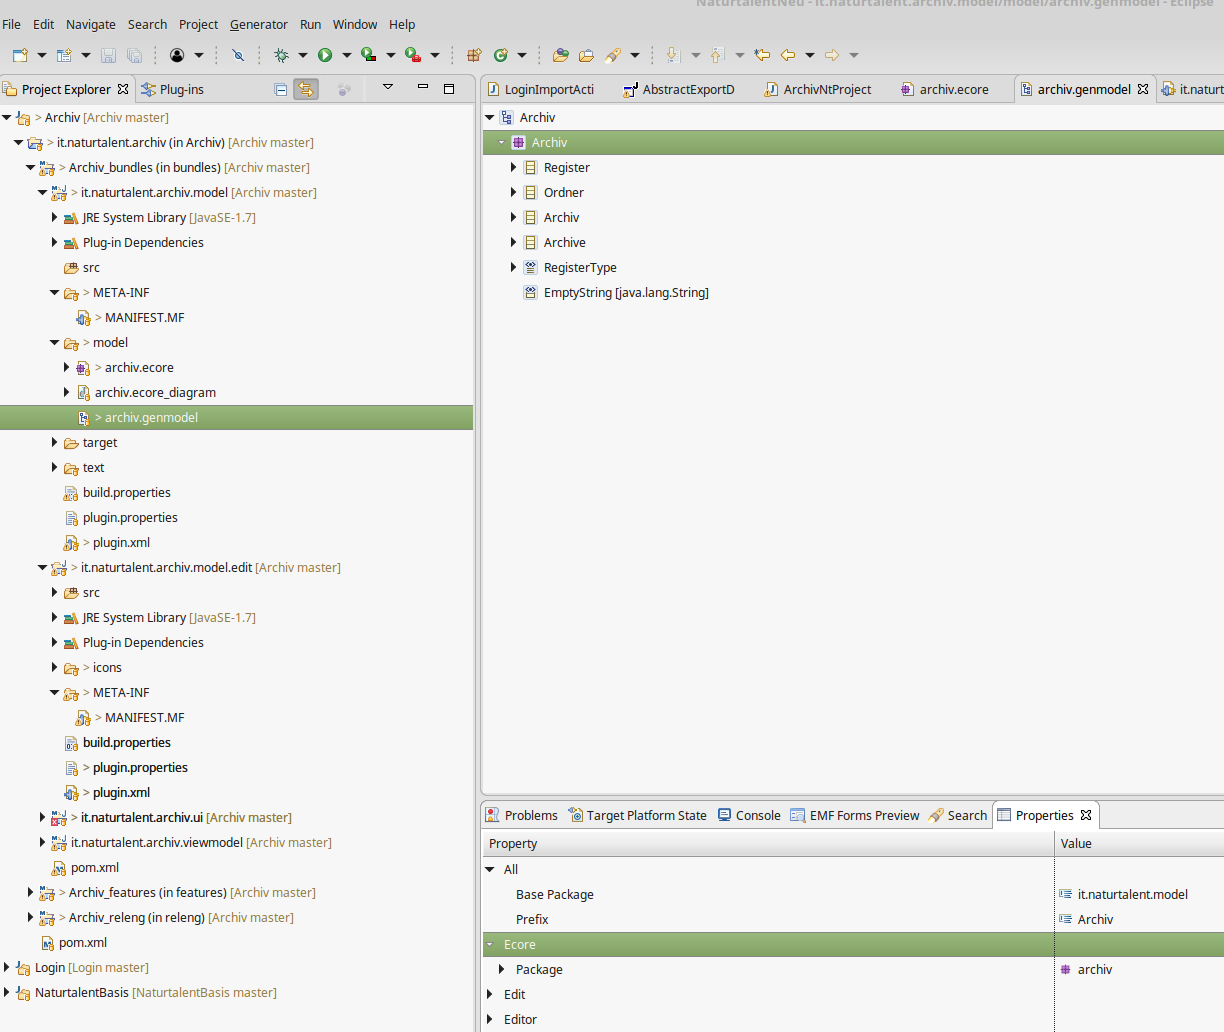 NaturtalentNeu - it.naturtalent.archiv.model/model/archiv.genmodel - Eclipse
File Edit Navigate Search Project Generator Run Window Help
Project Explorer Plug-ins
LoginImportActi AbstractExportD ArchivNtProject archiv.ecore archiv.genmodel it.naturt
> Archiv [Archiv master]
> it.naturtalent.archiv (in Archiv) [Archiv master]
> Archiv_bundles (in bundles) [Archiv master]
> it.naturtalent.archiv.model [Archiv master]
JRE System Library [JavaSE-1.7]
Plug-in Dependencies
src
> META-INF
> MANIFEST.MF
> model
> archiv.ecore
archiv.ecore_diagram
> archiv.genmodel
target
text
build.properties
plugin.properties
> plugin.xml
> it.naturtalent.archiv.model.edit [Archiv master]
> src
JRE System Library [JavaSE-1.7]
Plug-in Dependencies
> icons
> META-INF
> MANIFEST.MF
build.properties
> plugin.properties
> plugin.xml
> it.naturtalent.archiv.ui [Archiv master]
it.naturtalent.archiv.viewmodel [Archiv master]
pom.xml
> Archiv_features (in features) [Archiv master]
> Archiv_releng (in releng) [Archiv master]
pom.xml
Login [Login master]
NaturtalentBasis [NaturtalentBasis master]
Archiv
Archiv
Register
Ordner
Archiv
Archive
RegisterType
EmptyString [java.lang.String]
Problems Target Platform State Console EMF Forms Preview Search Properties
Property Value
All
Base Package it.naturtalent.model
Prefix Archiv
Ecore
Package archiv
Edit
Editor